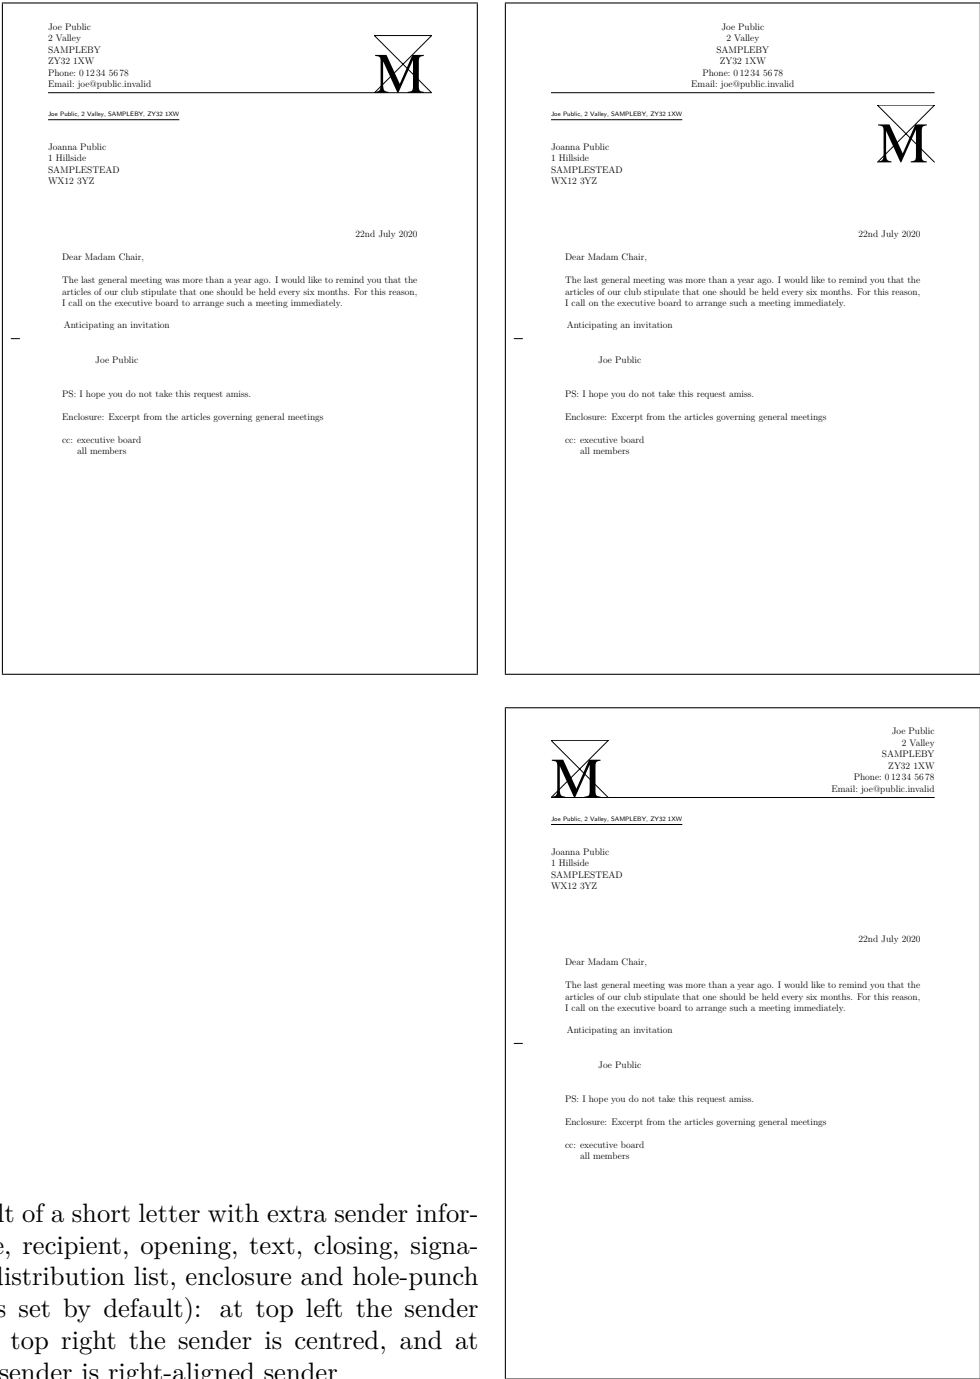 Joe Public
2 Valley
SAMPLEBY
ZY32 1XW
Phone: 0 12 34 56 78
Email: joe@public.invalid
M
Joe Public, 2 Valley, SAMPLEBY, ZY32 1XW
Joanna Public
1 Hillside
SAMPLESTEAD
WX12 3YZ
22nd July 2020
Dear Madam Chair,
The last general meeting was more than a year ago. I would like to remind you that the
articles of our club stipulate that one should be held every six months. For this reason,
I call on the executive board to arrange such a meeting immediately.
Anticipating an invitation
Joe Public
PS: I hope you do not take this request amiss.
Enclosure: Excerpt from the articles governing general meetings
cc: executive board
all members
Joe Public
2 Valley
SAMPLEBY
ZY32 1XW
Phone: 0 12 34 56 78
Email: joe@public.invalid
Joe Public, 2 Valley, SAMPLEBY, ZY32 1XW
M
Joanna Public
1 Hillside
SAMPLESTEAD
WX12 3YZ
22nd July 2020
Dear Madam Chair,
The last general meeting was more than a year ago. I would like to remind you that the
articles of our club stipulate that one should be held every six months. For this reason,
I call on the executive board to arrange such a meeting immediately.
Anticipating an invitation
Joe Public
PS: I hope you do not take this request amiss.
Enclosure: Excerpt from the articles governing general meetings
cc: executive board
all members
Joe Public
2 Valley
SAMPLEBY
ZY32 1XW
Phone: 0 12 34 56 78
Email: joe@public.invalid
M
Joe Public, 2 Valley, SAMPLEBY, ZY32 1XW
Joanna Public
1 Hillside
SAMPLESTEAD
WX12 3YZ
22nd July 2020
Dear Madam Chair,
The last general meeting was more than a year ago. I would like to remind you that the
articles of our club stipulate that one should be held every six months. For this reason,
I call on the executive board to arrange such a meeting immediately.
Anticipating an invitation
Joe Public
PS: I hope you do not take this request amiss.
Enclosure: Excerpt from the articles governing general meetings
cc: executive board
all members
of a short letter with extra sender infor-
recipient, opening, text, closing, signa-
distribution list, enclosure and hole-punch
set by default): at top left the sender
top right the sender is centred, and at
sender is right-aligned sender